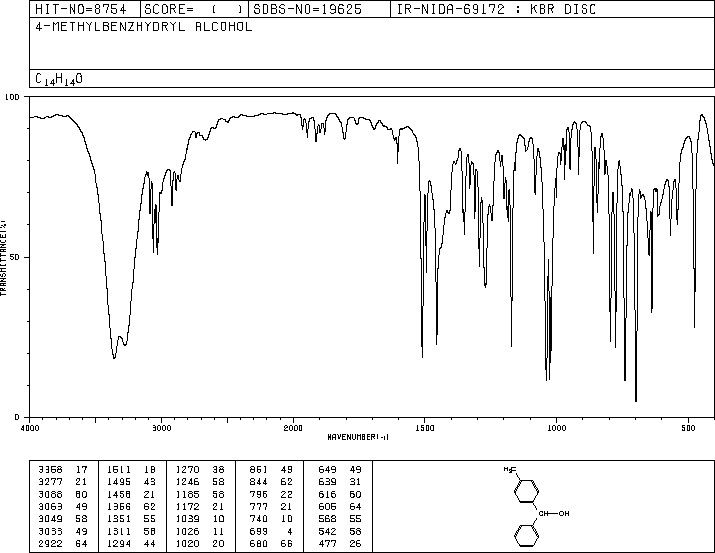 HIT-NO=8754 SCORE= ( ) SDBS-NO=19625 IR-NIDA-69172 : KBR DISC
4-METHYLBENZHYDRYL ALCOHOL
C14H14O
100
50
0
TRANSMITTANCE(%)
4000 3000 2000 1500 1000 500
WAVENUMBER(-1)
3358 17 1511 18 1270 38 861 49 649 49
3277 21 1495 43 1246 58 844 62 639 31
3088 80 1458 21 1185 58 796 22 616 60
3063 49 1356 62 1172 21 777 21 606 64
3049 58 1351 55 1039 10 740 10 568 55
3033 49 1311 58 1026 11 699 4 542 58
2922 64 1294 44 1020 20 680 66 477 26
H3C
CH—OH